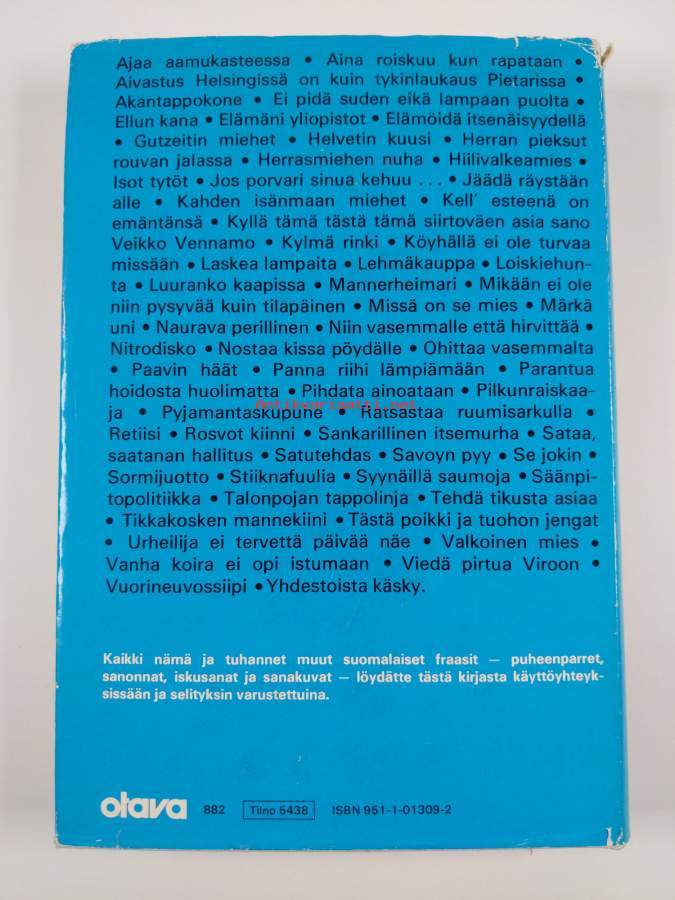 Ajaa aamukasteessa • Aina roiskuu kun rapataan •
Aivastus Helsingissä on kuin tykinlaukaus Pietarissa •
Akantappokone • Ei pidä suden eikä lampaan puolta •
Ellun kana • Elämäni yliopistot • Elämöidä itsenäisyydellä
• Gutzeitin miehet • Helvetin kuusi • Herran pieksut
rouvan jalassa • Herrasmiehen nuha • Hiilivalkeamies •
Isot tytöt • Jos porvari sinua kehuu ... • Jäädä räystään
alle • Kahden isänmaan miehet • Kell' esteenä on
emäntänsä • Kyllä tämä tästä tämä siirtoväen asia sano
Veikko Vennamo • Kylmä rinki • Köyhällä ei ole turvaa
missään • Laskea lampaita • Lehmäkauppa • Loiskiehun-
ta • Luuranko kaapissa • Mannerheimari • Mikään ei ole
niin pysyvää kuin tilapäinen • Missä on se mies • Märkä
uni • Naurava perillinen • Niin vasemmalle että hirvittää •
Nitrodisko • Nostaa kissa pöydälle • Ohittaa vasemmalta
• Paavin häät • Panna riihi lämpiämään • Parantua
hoidosta huolimatta • Pihdata ainoataan • Pilkunraiskaa-
ja • Pyjamantaskupuhe • Ratsastaa ruumisarkulla •
Antikvariaatti.net
Retiisi • Rosvot kiinni • Sankarillinen itsemurha • Sataa,
saatanan hallitus • Satutehdas • Savoyn pyy • Se jokin •
Sormijuotto • Stiiknafuulia • Syynäillä saumoja • Säänpi-
topolitiikka • Talonpojan tappolinja • Tehdä tikusta asiaa
• Tikkakosken mannekiini • Tästä poikki ja tuohon jengat
• Urheilija ei tervettä päivää näe • Valkoinen mies •
Vanha koira ei opi istumaan • Viedä pirtua Viroon •
Vuorineuvossiipi • Yhdestoista käsky.
Kaikki nämä ja tuhannet muut suomalaiset fraasit — puheenparret,
sanonnat, iskusanat ja sanakuvat — löydätte tästä kirjasta käyttöyhteyk-
sissään ja selityksin varustettuina.
otava 882 Tilno 5438 ISBN 951-1-01309-2